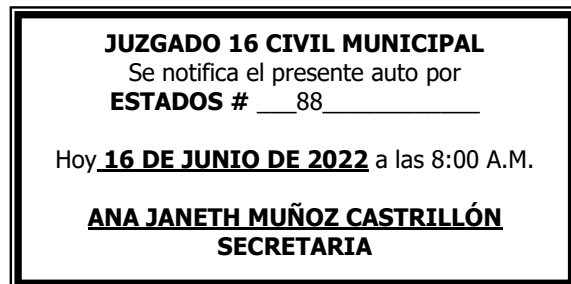 JUZGADO 16 CIVIL MUNICIPAL
Se notifica el presente auto por
ESTADOS # ___88____________
Hoy 16 DE JUNIO DE 2022 a las 8:00 A.M.
ANA JANETH MUÑOZ CASTRILLÓN
SECRETARIA